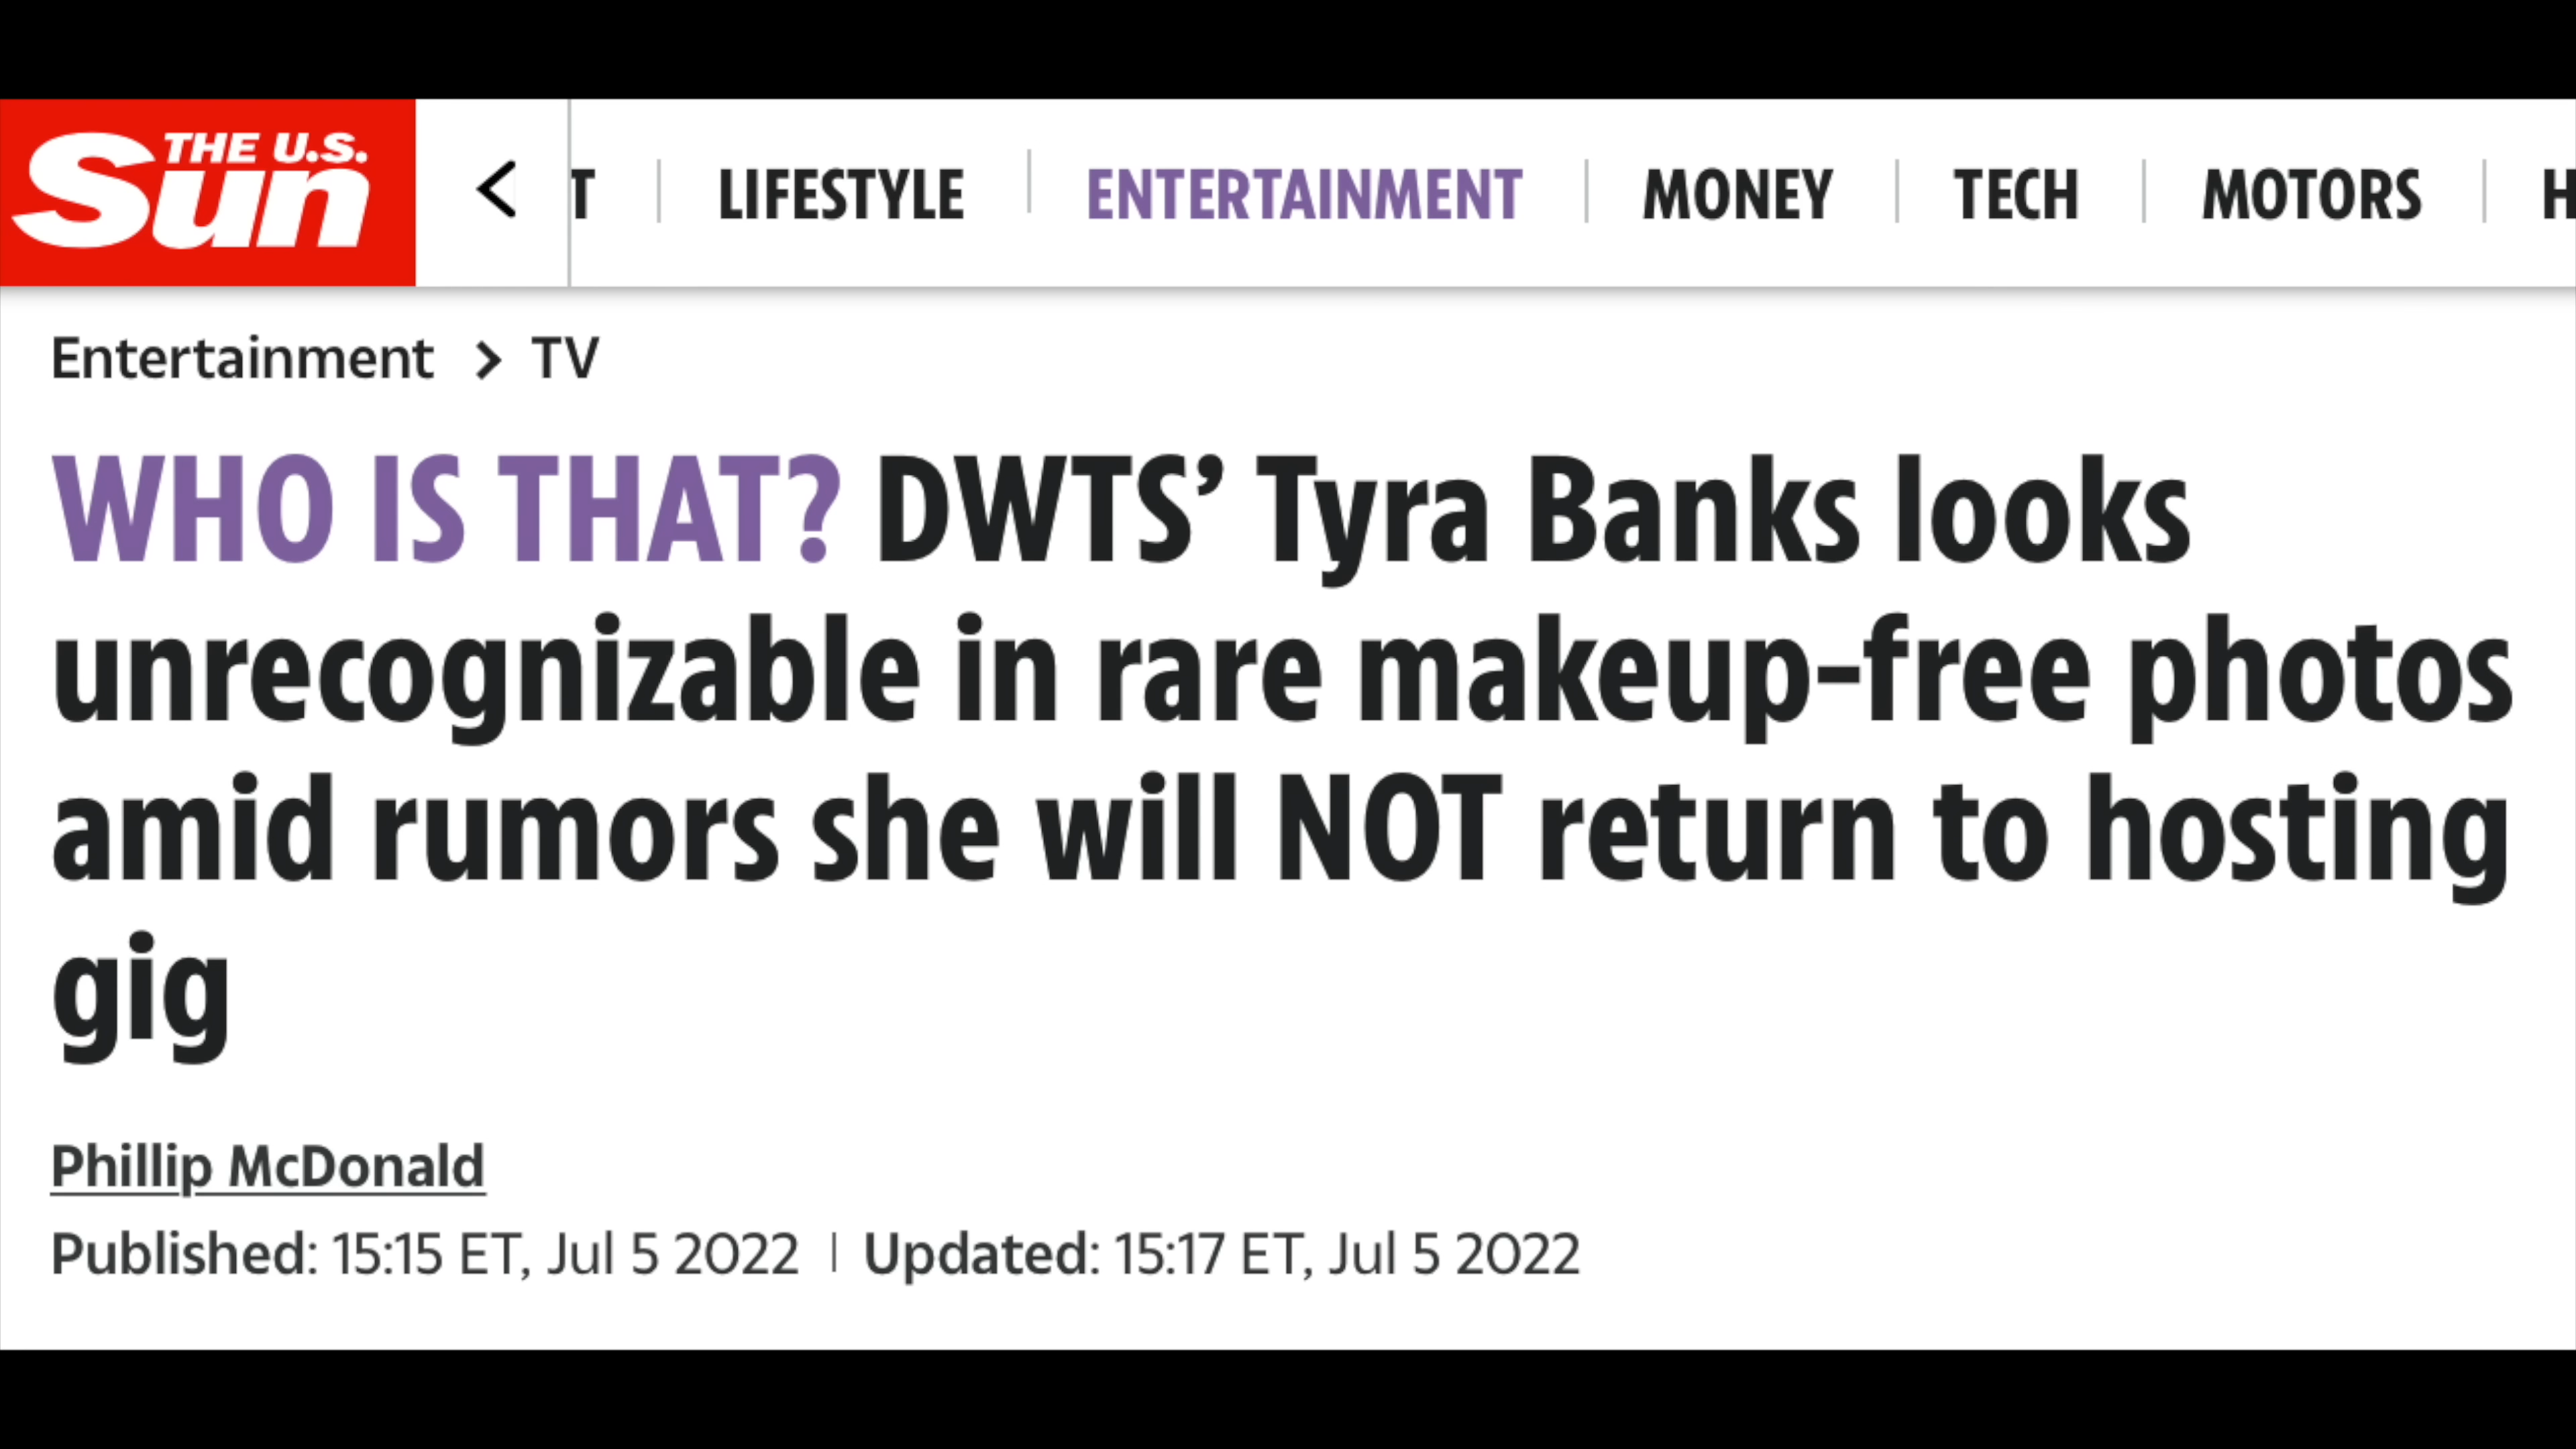 THE U.S.
Sun
T | LIFESTYLE | ENTERTAINMENT | MONEY | TECH | MOTORS | H
Entertainment > TV
WHO IS THAT? DWTS’ Tyra Banks looks
unrecognizable in rare makeup-free photos
amid rumors she will NOT return to hosting
gig
Phillip McDonald
Published: 15:15 ET, Jul 5 2022 | Updated: 15:17 ET, Jul 5 2022